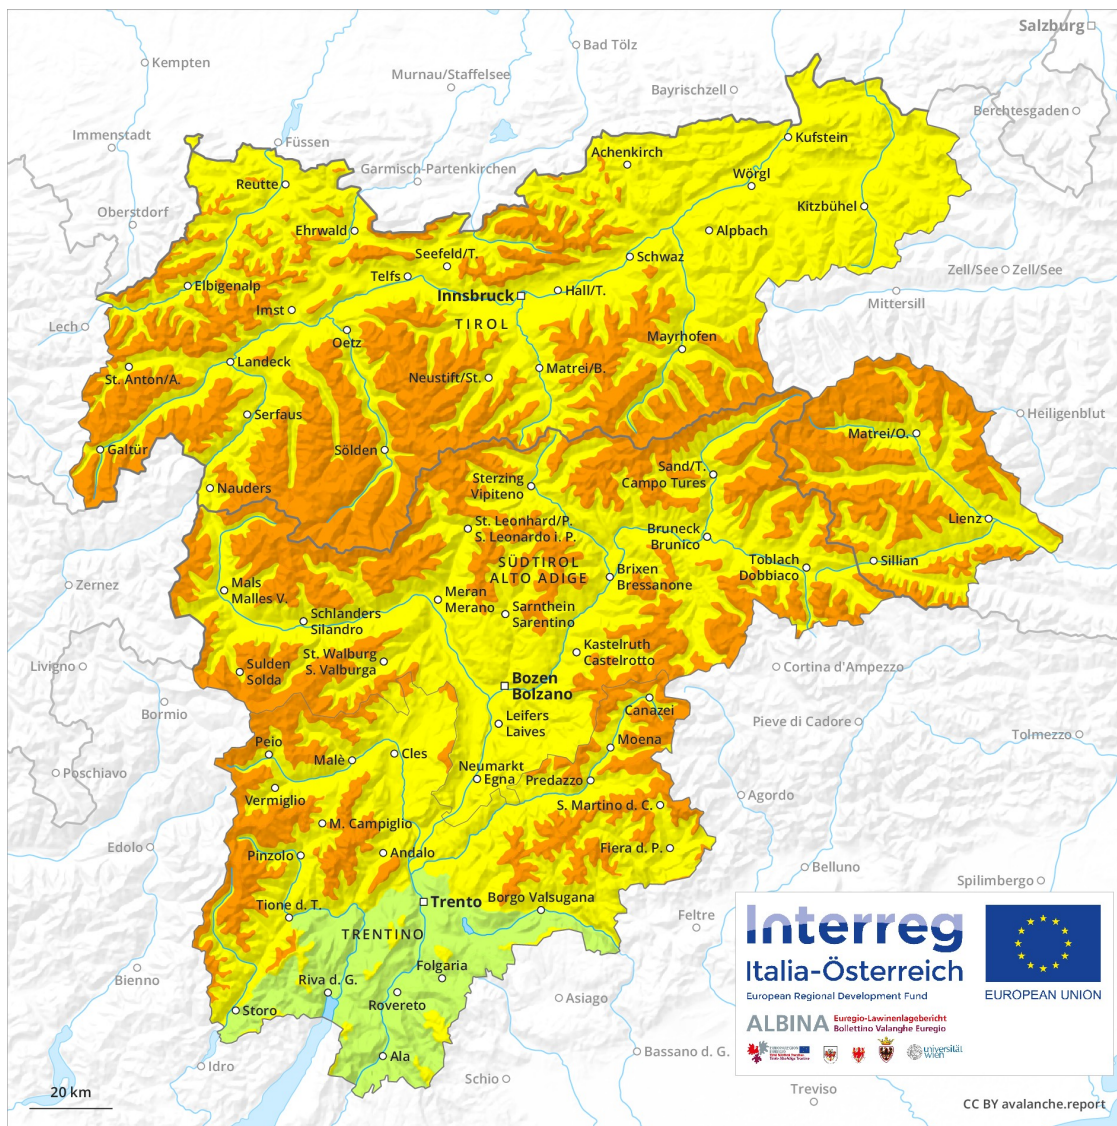 Salzburg
Bad Tölz
Kempten
Murnau/Staffelsee
Bayrischzell
Berchtesgaden
Immenstadt
Füssen
Kufstein
Achenkirch
Garmisch-Partenkirchen
Wörgl
Reutte
Oberstdorf
Kitzbühel
Ehrwald
Alpbach
Seefeld/T.
Schwaz
Telfs
Zell/See
Zell/See
Elbigenalp
Hall/T.
Innsbruck
Mittersill
Imst
TIROL
Lech
Oetz
Mayrhofen
Landeck
Matrei/B.
St. Anton/A.
Neustift/St.
Serfaus
Heiligenblut
Matrei/O.
Galtür
Sölden
Sand/T.
Campo Tures
Sterzing
Vipiteno
Nauders
Lienz
St. Leonhard/P.
S. Leonardo i. P.
Bruneck
Brunico
SÜDTIROL
ALTO ADIGE
Toblach
Dobbiaco
Sillian
Brixen
Bressanone
Zernez
Mals
Malles V.
Meran
Merano
Sarnthein
Sarentino
Schlanders
Silandro
Kastelruth
Castelrotto
St. Walburg
S. Valburga
Livigno
Sulden
Solda
Cortina d'Ampezzo
Bozen
Bolzano
Bormio
Canazei
Leifers
Laives
Pieve di Cadore
Tolmezzo
Moena
Peio
Cles
Malè
Poschiavo
Neumarkt
Egna
Predazzo
Vermiglio
Agordo
S. Martino d. C.
M. Campiglio
Edolo
Pinzolo
Andalo
Fiera d. P.
Belluno
Spilimbergo
Tione d. T.
Trento
Borgo Valsugana
Feltre
TRENTINO
Folgaria
Bienno
Riva d. G.
Asiago
Rovereto
Storo
Idro
Ala
Schio
Bassano d. G.
Treviso
20 km
Interreg
Italia-Österreich
European Regional Development Fund
EUROPEAN UNION
ALBINA
Euregio-Lawinenlagebericht
Bollettino Valanghe Euregio
universität
wien
CC BY avalanche.report